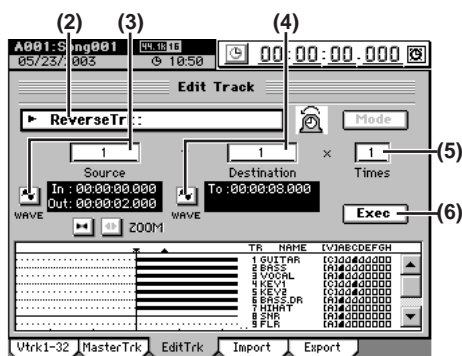 (2) (3) (4)
A001:Song001 44.1k 16
05/23/2003 10:50 00:00:00.000
Edit Track
ReverseTr.: Mode
1 1 × 1 (5)
Source Destination Times
In :00:00:00.000 To :00:00:08.000
Out: 00:00:02.000
WAVE WAVE Exec (6)
ZOOM
TR NAME [V]ABCDEFGH
1 GUITAR
2 BASS
3 VOCAL
4 KEY1
5 KEY2
6 BASS.DR
7 HIHAT
8 SNR
9 FLR
Vtrk1-32 MasterTrk EditTrk Import Export